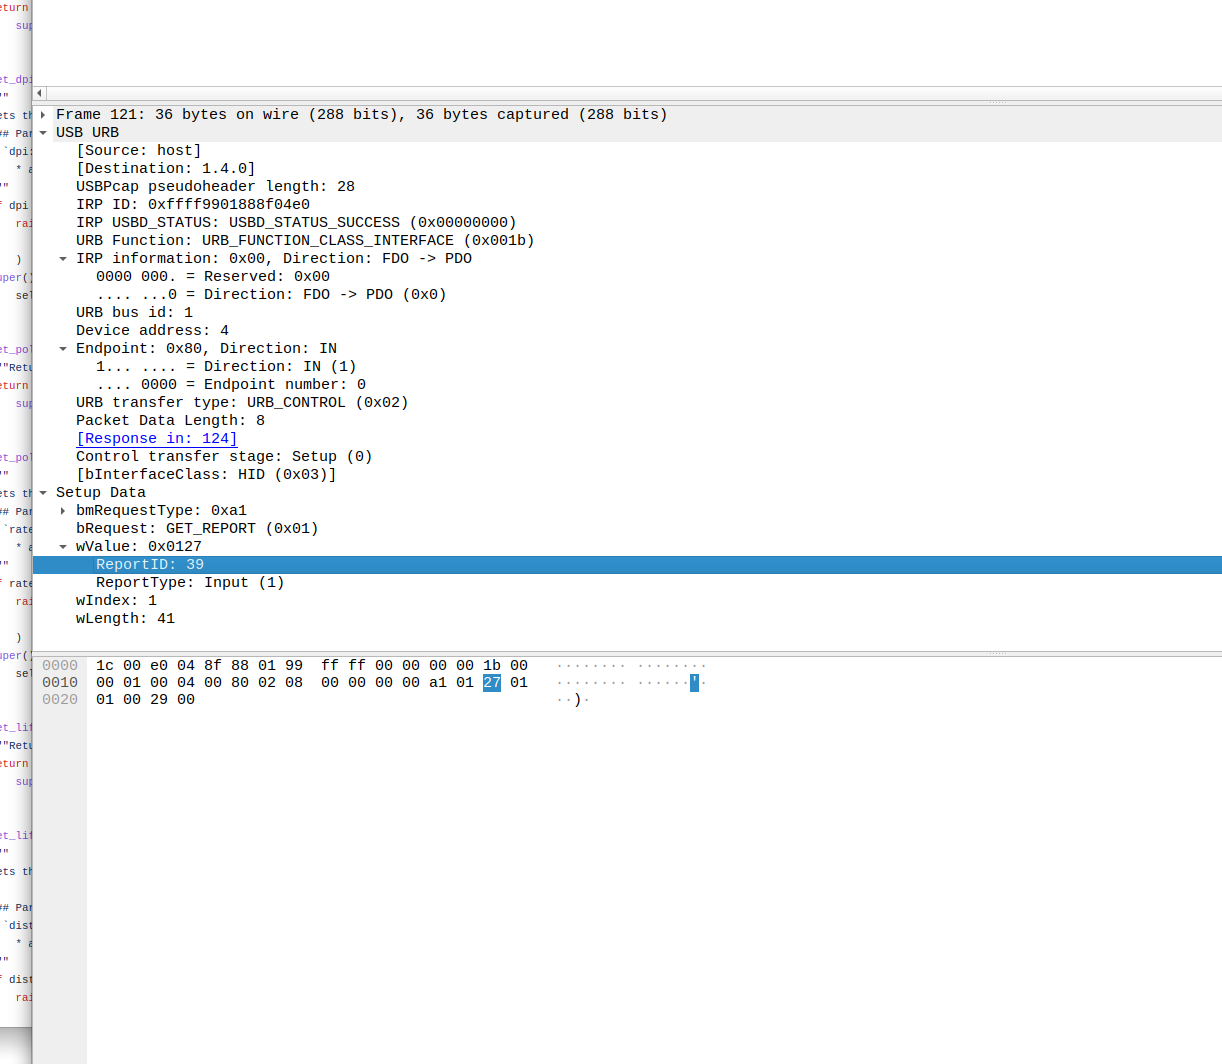 Frame 121: 36 bytes on wire (288 bits), 36 bytes captured (288 bits)
USB URB
[Source: host]
[Destination: 1.4.0]
USBPcap pseudoheader length: 28
IRP ID: 0xffff9901888f04e0
IRP USBD_STATUS: USBD_STATUS_SUCCESS (0x00000000)
URB Function: URB_FUNCTION_CLASS_INTERFACE (0x001b)
IRP information: 0x00, Direction: FDO -> PDO
0000 000. = Reserved: 0x00
.... ...0 = Direction: FDO -> PDO (0x0)
URB bus id: 1
Device address: 4
Endpoint: 0x80, Direction: IN
1... .... = Direction: IN (1)
.... 0000 = Endpoint number: 0
URB transfer type: URB_CONTROL (0x02)
Packet Data Length: 8
[Response in: 124]
Control transfer stage: Setup (0)
[bInterfaceClass: HID (0x03)]
Setup Data
bmRequestType: 0xa1
bRequest: GET_REPORT (0x01)
wValue: 0x0127
ReportID: 39
ReportType: Input (1)
wIndex: 1
wLength: 41
0000 1c 00 e0 04 8f 88 01 99 ff ff 00 00 00 00 1b 00 ········ ········
0010 00 01 00 04 00 80 02 08 00 00 00 00 a1 01 27 01 ········ ······'·
0020 01 00 29 00 ··)·